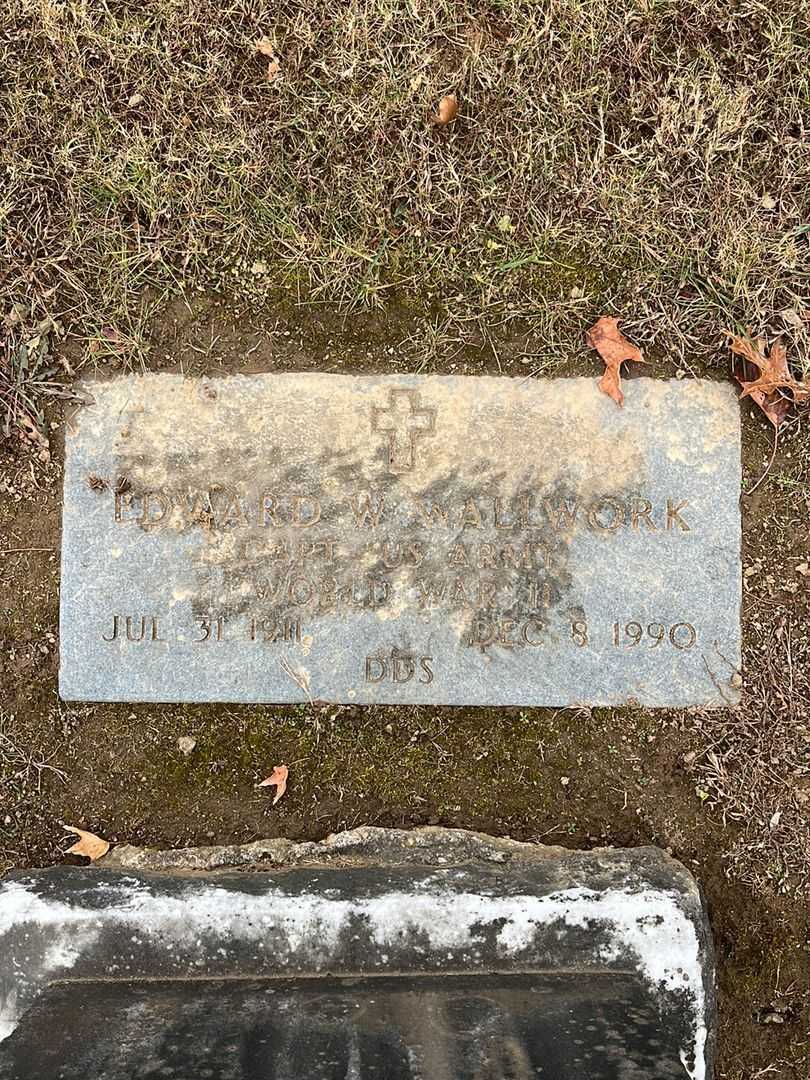 EDWARD W WALLWORK
CAPT US ARMY
WORLD WAR II
JUL 31 1911 DEC 8 1990
DDS